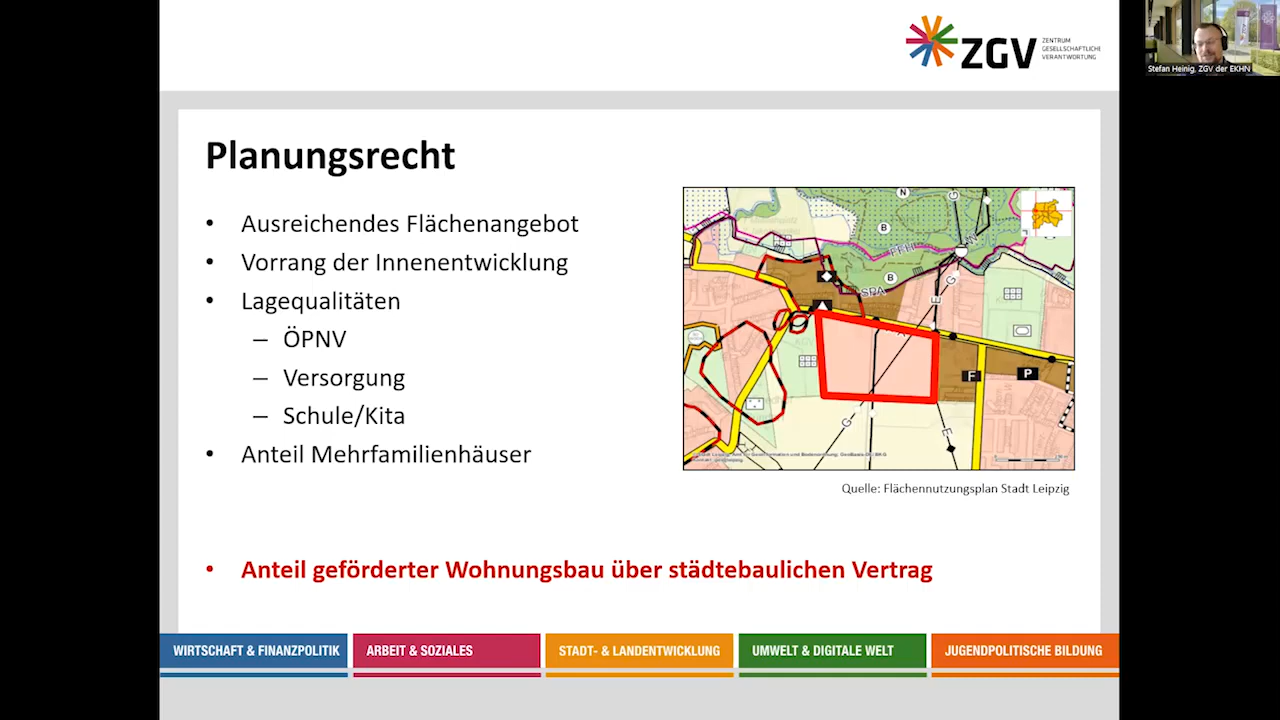 ZGV
ZENTRUM
GESELLSCHAFTLICHE
VERANTWORTUNG
Stefan Heinig, ZGV der EKHN
Planungsrecht
• Ausreichendes Flächenangebot
• Vorrang der Innenentwicklung
• Lagequalitäten
– ÖPNV
– Versorgung
– Schule/Kita
• Anteil Mehrfamilienhäuser
N
G
B
FFH
N
B
G
SPA
E
F
P
G
E
Quelle: Flächennutzungsplan Stadt Leipzig
• Anteil geförderter Wohnungsbau über städtebaulichen Vertrag
WIRTSCHAFT & FINANZPOLITIK
ARBEIT & SOZIALES
STADT- & LANDENTWICKLUNG
UMWELT & DIGITALE WELT
JUGENDPOLITISCHE BILDUNG